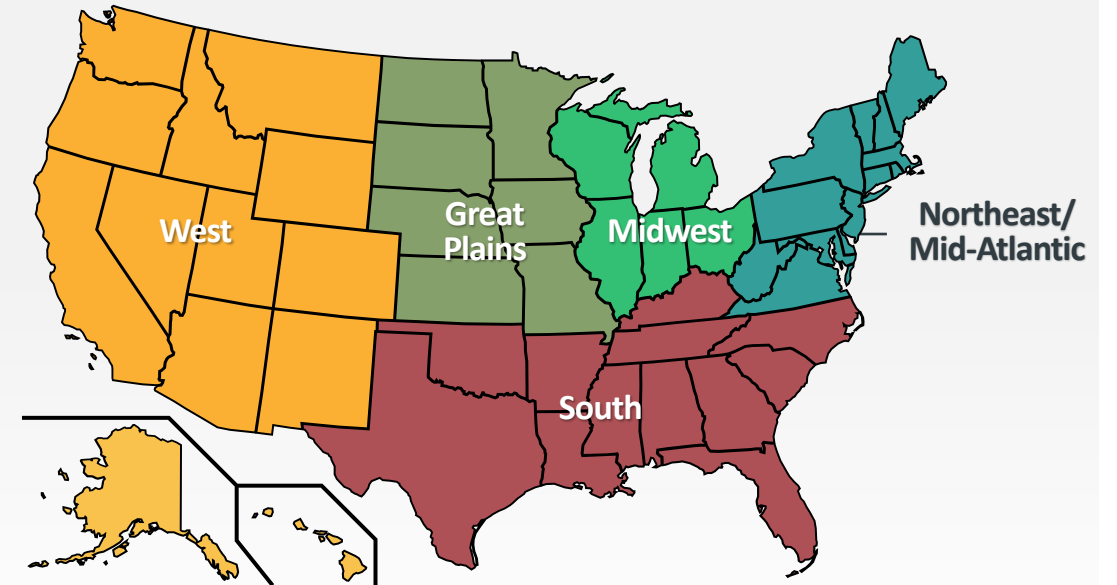 West
Great
Plains
Midwest
Northeast/
Mid-Atlantic
South